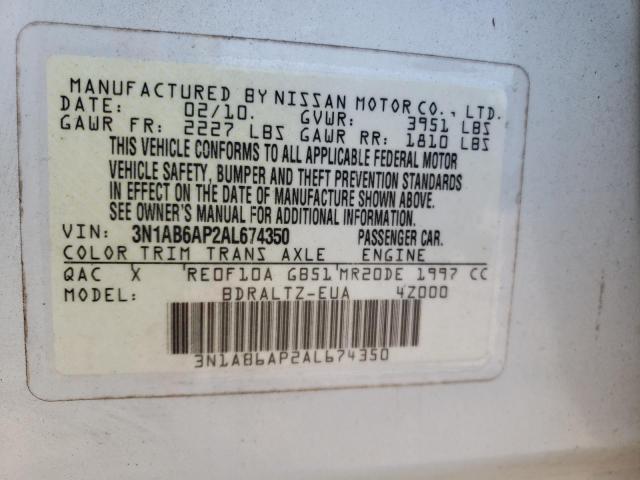 MANUFACTURED BY NISSAN MOTOR CO., LTD.
DATE: 02/10. GVWR: 3951 LBS
GAWR FR: 2227 LBS GAWR RR: 1810 LBS
THIS VEHICLE CONFORMS TO ALL APPLICABLE FEDERAL MOTOR
VEHICLE SAFETY, BUMPER AND THEFT PREVENTION STANDARDS
IN EFFECT ON THE DATE OF MANUFACTURE SHOWN ABOVE.
SEE OWNER'S MANUAL FOR ADDITIONAL INFORMATION.
VIN: 3N1AB6AP2AL674350 PASSENGER CAR.
COLOR TRIM TRANS AXLE ENGINE
QAC X RE0F10A GB51 MR20DE 1997 CC
MODEL: BDRALTZ-EUA 4Z000
3N1AB6AP2AL674350